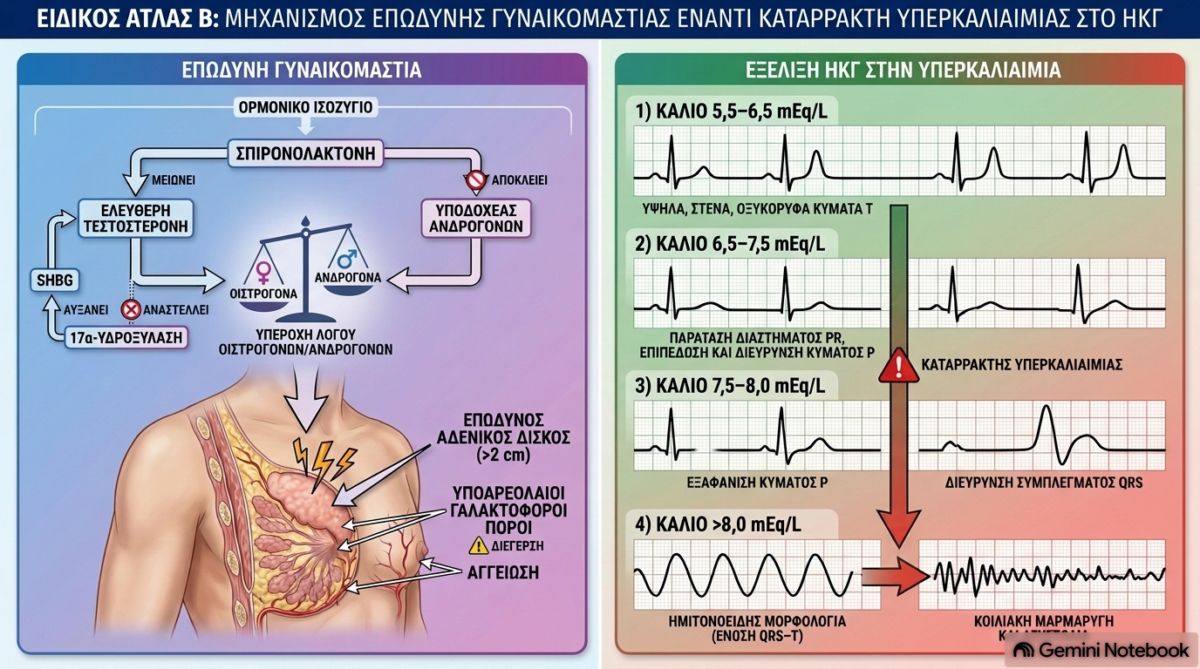 ΕΙΔΙΚΟΣ ΑΤΛΑΣ Β: ΜΗΧΑΝΙΣΜΟΣ ΕΠΩΔΥΝΗΣ ΓΥΝΑΙΚΟΜΑΣΤΙΑΣ ΕΝΑΝΤΙ ΚΑΤΑΡΡΑΚΤΗ ΥΠΕΡΚΑΛΙΑΙΜΙΑΣ ΣΤΟ ΗΚΓ
ΕΠΩΔΥΝΗ ΓΥΝΑΙΚΟΜΑΣΤΙΑ
ΟΡΜΟΝΙΚΟ ΙΣΟΖΥΓΙΟ
ΣΠΙΡΟΝΟΛΑΚΤΟΝΗ
ΜΕΙΩΝΕΙ
ΑΠΟΚΛΕΙΕΙ
ΕΛΕΥΘΕΡΗ
ΤΕΣΤΟΣΤΕΡΟΝΗ
ΥΠΟΔΟΧΕΑΣ
ΑΝΔΡΟΓΟΝΩΝ
SHBG
ΑΥΞΑΝΕΙ
ΑΝΑΣΤΕΛΛΕΙ
17α-ΥΔΡΟΞΥΛΑΣΗ
ΟΙΣΤΡΟΓΟΝΑ
ΑΝΔΡΟΓΟΝΑ
ΥΠΕΡΟΧΗ ΛΟΓΟΥ
ΟΙΣΤΡΟΓΟΝΩΝ/ΑΝΔΡΟΓΟΝΩΝ
ΕΠΩΔΥΝΟΣ
ΑΔΕΝΙΚΟΣ ΔΙΣΚΟΣ
(>2 cm)
ΥΠΟΑΡΕΟΛΑΙΟΙ
ΓΑΛΑΚΤΟΦΟΡΟΙ
ΠΟΡΟΙ
ΔΙΕΓΕΡΣΗ
ΑΓΓΕΙΩΣΗ
ΕΞΕΛΙΞΗ ΗΚΓ ΣΤΗΝ ΥΠΕΡΚΑΛΙΑΙΜΙΑ
1) ΚΑΛΙΟ 5,5–6,5 mEq/L
ΥΨΗΛΑ, ΣΤΕΝΑ, ΟΞΥΚΟΡΥΦΑ ΚΥΜΑΤΑ Τ
2) ΚΑΛΙΟ 6,5–7,5 mEq/L
ΠΑΡΑΤΑΣΗ ΔΙΑΣΤΗΜΑΤΟΣ PR,
ΕΠΙΠΕΔΩΣΗ ΚΑΙ ΔΙΕΥΡΥΝΣΗ ΚΥΜΑΤΟΣ P
ΚΑΤΑΡΡΑΚΤΗΣ ΥΠΕΡΚΑΛΙΑΙΜΙΑΣ
3) ΚΑΛΙΟ 7,5–8,0 mEq/L
ΕΞΑΦΑΝΙΣΗ ΚΥΜΑΤΟΣ P
ΔΙΕΥΡΥΝΣΗ ΣΥΜΠΛΕΓΜΑΤΟΣ QRS
4) ΚΑΛΙΟ >8,0 mEq/L
ΗΜΙΤΟΝΟΕΙΔΗΣ ΜΟΡΦΟΛΟΓΙΑ
(ΕΝΩΣΗ QRS–T)
ΚΟΙΛΙΑΚΗ ΜΑΡΜΑΡΥΓΗ
Gemini Notebook